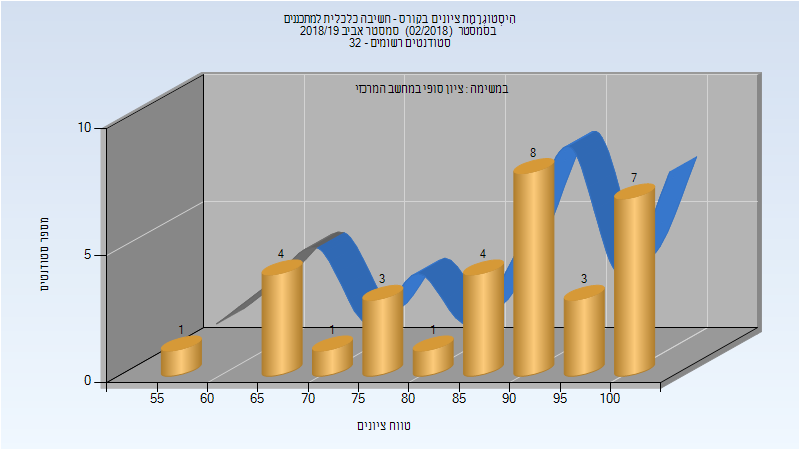 היסטוגרמת ציונים בקורס - חשיבה כלכלית למתכננים
בסמסטר (02/2018) סמסטר אביב 2018/19
סטודנטים רשומים - 32
במשימה : ציון סופי במחשב המרכזי
מספר סטודנטים
10
5
0
1
4
1
3
1
4
8
3
7
55 60 65 70 75 80 85 90 95 100
טווח ציונים